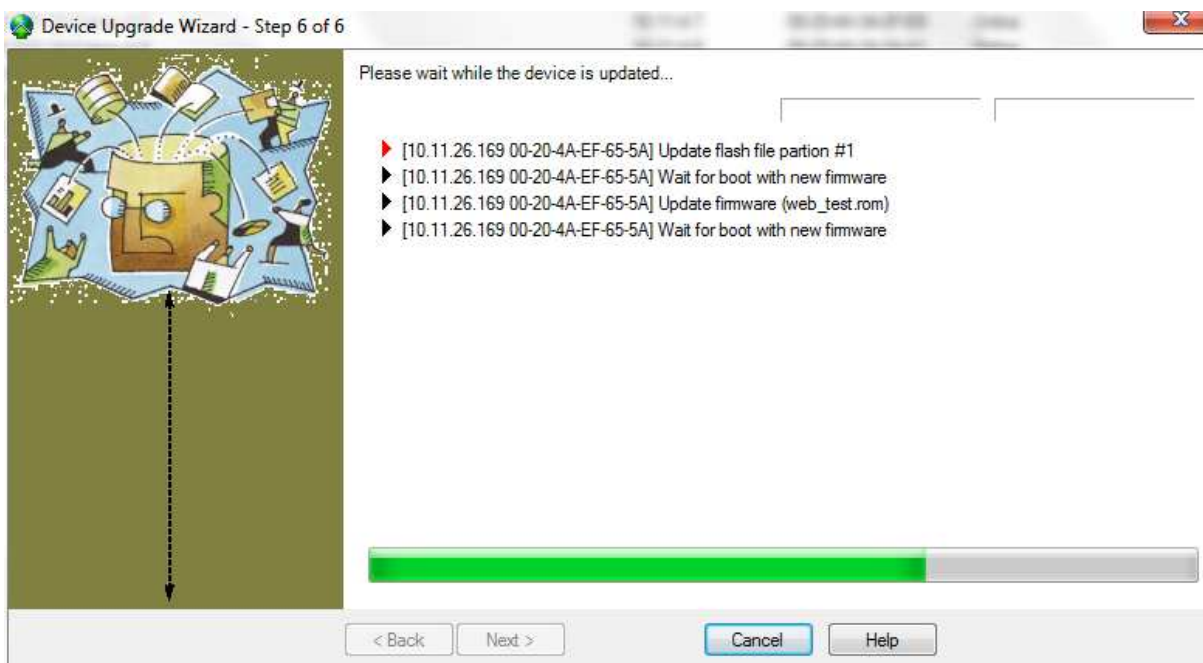 Device Upgrade Wizard - Step 6 of 6
Please wait while the device is updated...
[10.11.26.169 00-20-4A-EF-65-5A] Update flash file partion #1
[10.11.26.169 00-20-4A-EF-65-5A] Wait for boot with new firmware
[10.11.26.169 00-20-4A-EF-65-5A] Update firmware (web_test.rom)
[10.11.26.169 00-20-4A-EF-65-5A] Wait for boot with new firmware
< Back Next > Cancel Help